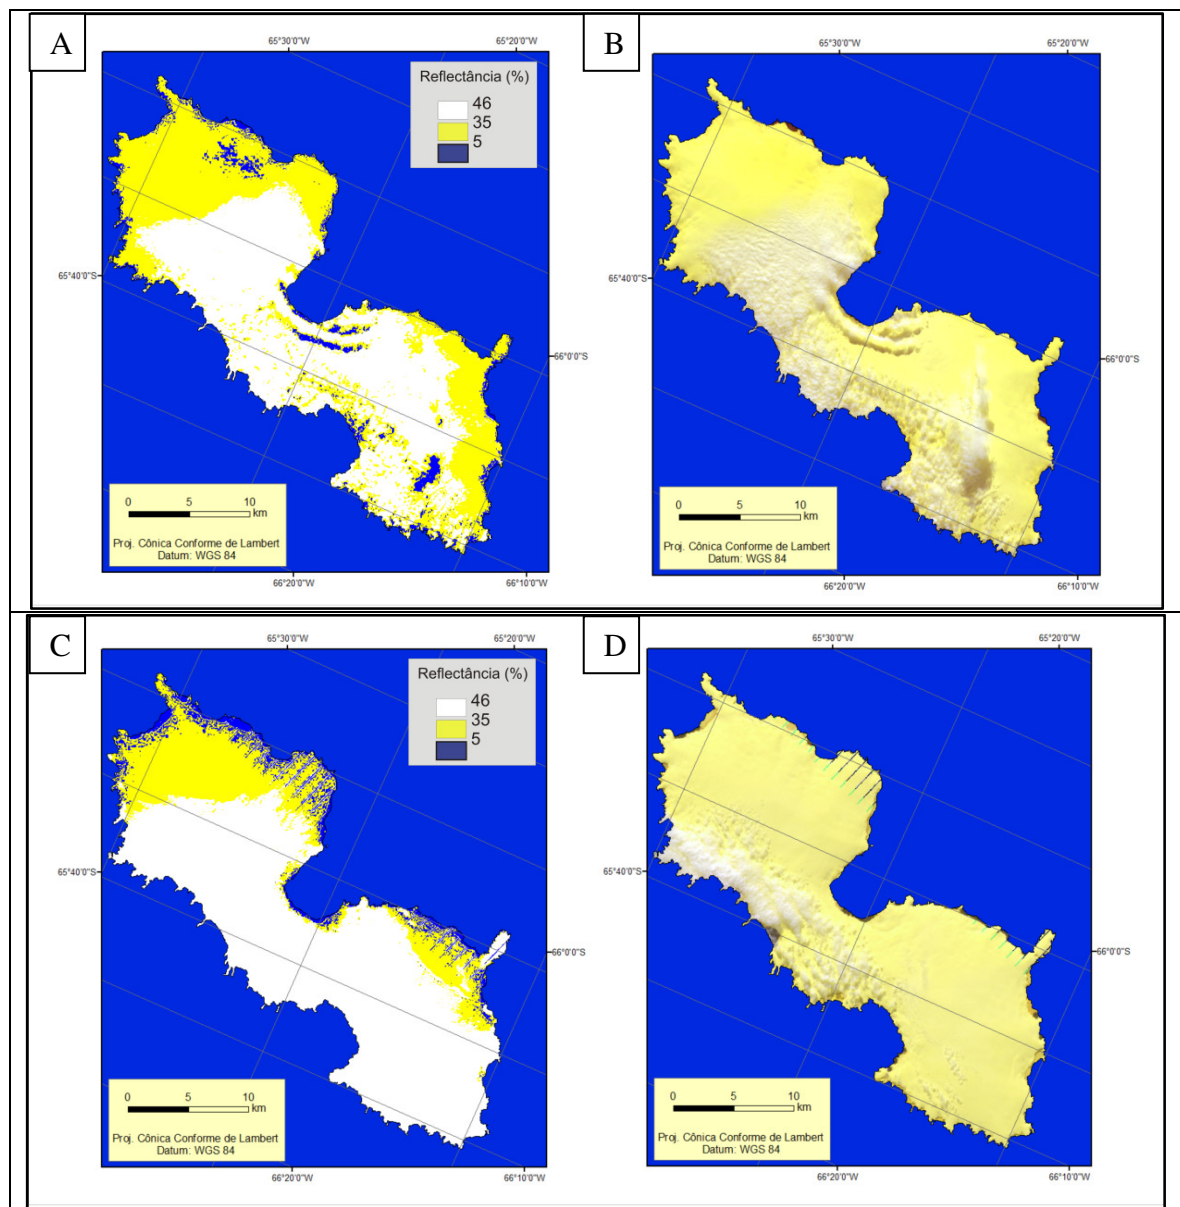 A
65°30'0"W
65°20'0"W
Reflectância (%)
46
35
5
65°40'0"S
66°0'0"S
0 5 10
km
Proj. Cônica Conforme de Lambert
Datum: WGS 84
66°20'0"W
66°10'0"W
B
65°30'0"W
65°20'0"W
65°40'0"S
66°0'0"S
0 5 10
km
Proj. Cônica Conforme de Lambert
Datum: WGS 84
66°20'0"W
66°10'0"W
C
65°30'0"W
65°20'0"W
Reflectância (%)
46
35
5
65°40'0"S
66°0'0"S
0 5 10
km
Proj. Cônica Conforme de Lambert
Datum: WGS 84
66°20'0"W
66°10'0"W
D
65°30'0"W
65°20'0"W
65°40'0"S
66°0'0"S
0 5 10
km
Proj. Cônica Conforme de Lambert
Datum: WGS 84
66°20'0"W
66°10'0"W